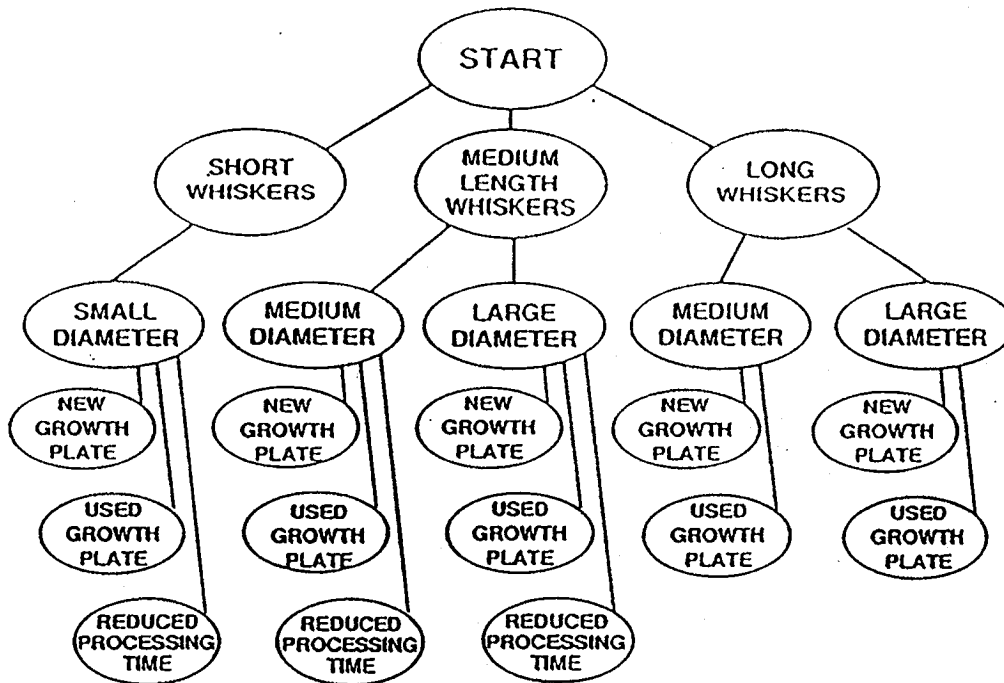 START
SHORT
WHISKERS
MEDIUM
LENGTH
WHISKERS
LONG
WHISKERS
SMALL
DIAMETER
MEDIUM
DIAMETER
LARGE
DIAMETER
MEDIUM
DIAMETER
LARGE
DIAMETER
NEW
GROWTH
PLATE
NEW
GROWTH
PLATE
NEW
GROWTH
PLATE
NEW
GROWTH
PLATE
NEW
GROWTH
PLATE
USED
GROWTH
PLATE
USED
GROWTH
PLATE
USED
GROWTH
PLATE
USED
GROWTH
PLATE
USED
GROWTH
PLATE
REDUCED
PROCESSING
TIME
REDUCED
PROCESSING
TIME
REDUCED
PROCESSING
TIME